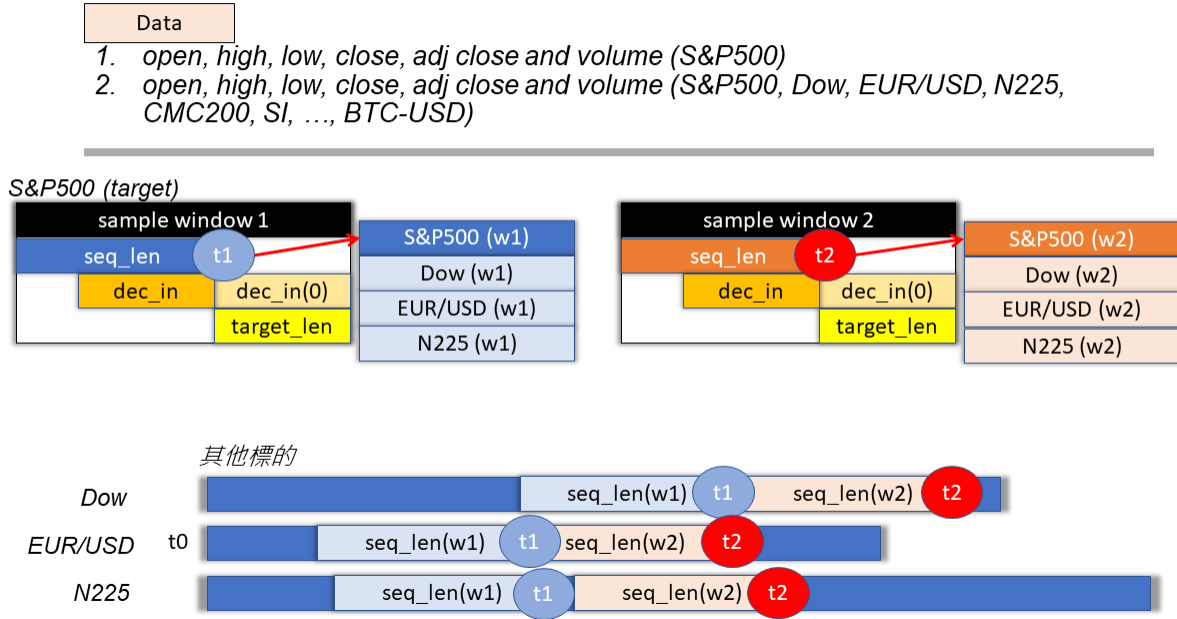 Data
1. open, high, low, close, adj close and volume (S&P500)
2. open, high, low, close, adj close and volume (S&P500, Dow, EUR/USD, N225,
CMC200, SI, …, BTC-USD)
S&P500 (target)
sample window 1
seq_len
t1
dec_in
dec_in(0)
target_len
S&P500 (w1)
Dow (w1)
EUR/USD (w1)
N225 (w1)
sample window 2
seq_len
t2
dec_in
dec_in(0)
target_len
S&P500 (w2)
Dow (w2)
EUR/USD (w2)
N225 (w2)
其他標的
Dow
seq_len(w1)
t1
seq_len(w2)
t2
EUR/USD
t0
seq_len(w1)
t1
seq_len(w2)
t2
N225
seq_len(w1)
t1
seq_len(w2)
t2